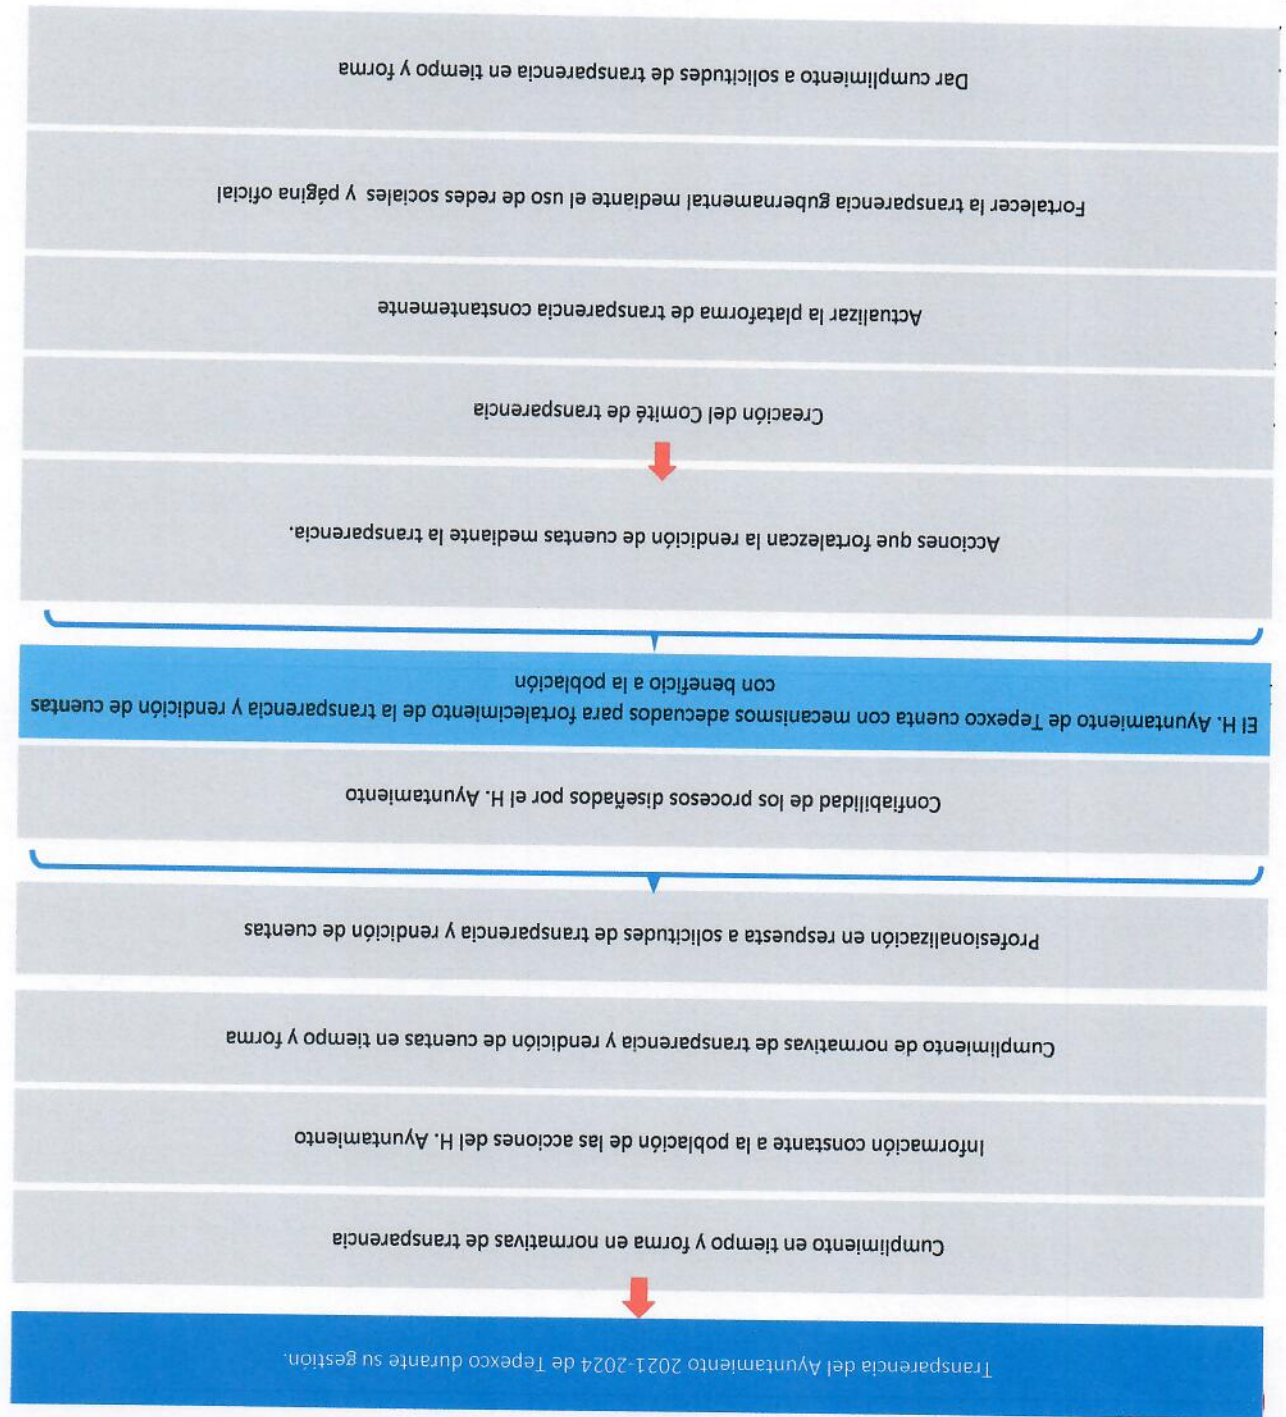 Transparencia del Ayuntamiento 2021-2024 de Tepexco durante su gestión.
Cumplimiento en tiempo y forma en normativas de transparencia
Información constante a la población de las acciones del H. Ayuntamiento
Cumplimiento de normativas de transparencia y rendición de cuentas en tiempo y forma
Profesionalización en respuesta a solicitudes de transparencia y rendición de cuentas
Confiabilidad de los procesos diseñados por el H. Ayuntamiento
El H. Ayuntamiento de Tepexco cuenta con mecanismos adecuados para fortalecimiento de la transparencia y rendición de cuentas
con beneficio a la población
Acciones que fortalezcan la rendición de cuentas mediante la transparencia.
Creación del Comité de transparencia
Actualizar la plataforma de transparencia constantemente
Fortalecer la transparencia gubernamental mediante el uso de redes sociales y página oficial
Dar cumplimiento a solicitudes de transparencia en tiempo y forma